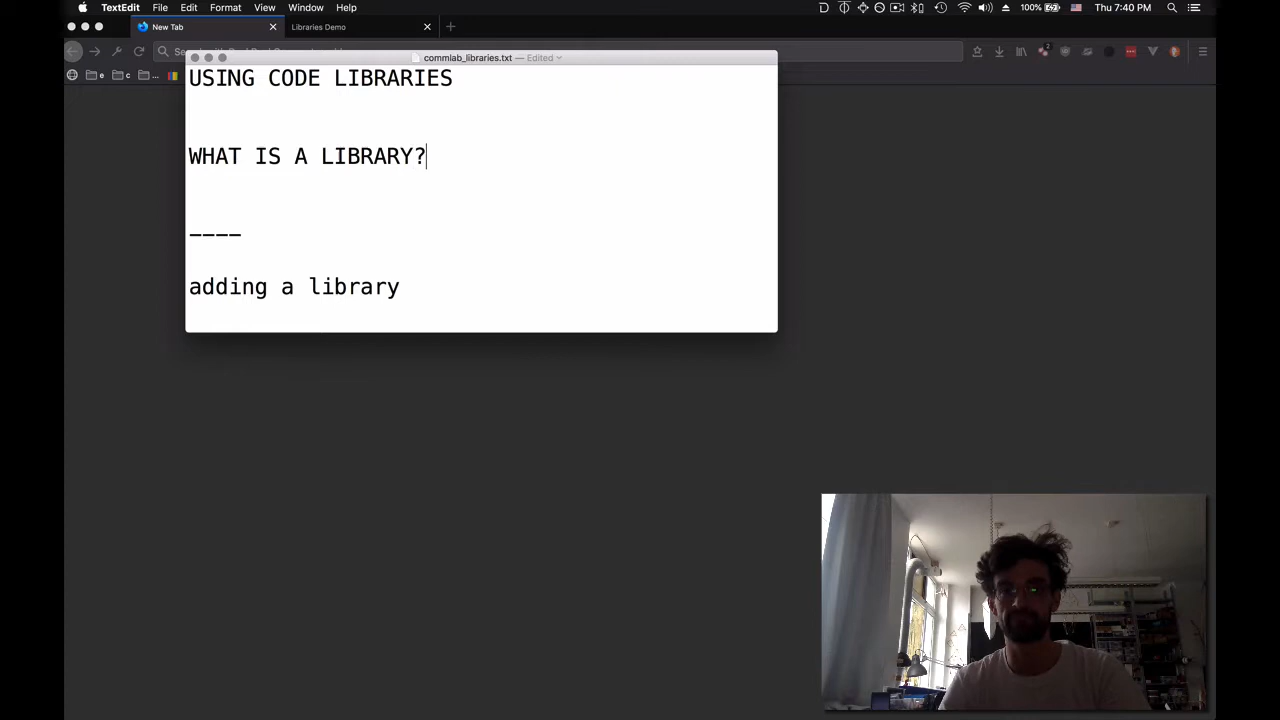 TextEdit File Edit Format View Window Help 100% Thu 7:40 PM
New Tab Libraries Demo
commlab_libraries.txt — Edited
e c ...
USING CODE LIBRARIES
WHAT IS A LIBRARY?
----
adding a library